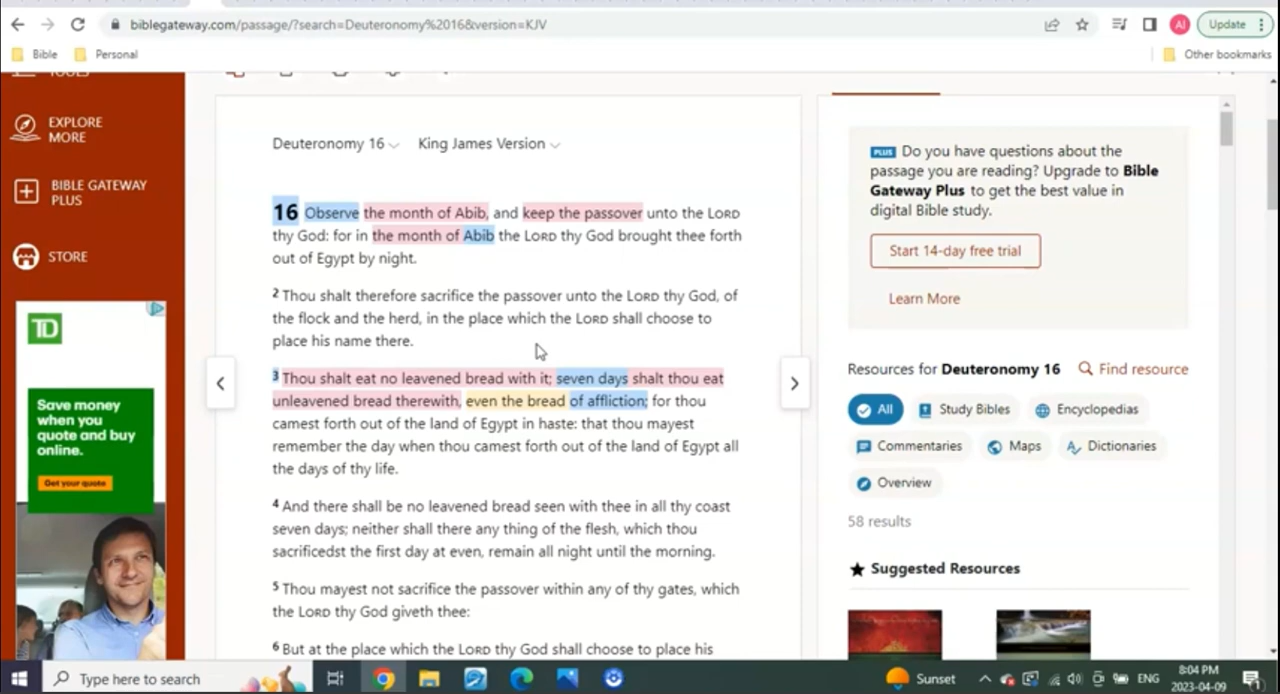 biblegateway.com/passage/?search=Deuteronomy%2016&version=KJV
AI
Update
Bible
Personal
Other bookmarks
TOOLS
EXPLORE
MORE
BIBLE GATEWAY
PLUS
STORE
TD
Save money
when you
quote and buy
online.
Get your quote
Deuteronomy 16 King James Version
16 Observe the month of Abib, and keep the passover unto the LORD
thy God: for in the month of Abib the LORD thy God brought thee forth
out of Egypt by night.
2 Thou shalt therefore sacrifice the passover unto the LORD thy God, of
the flock and the herd, in the place which the LORD shall choose to
place his name there.
3 Thou shalt eat no leavened bread with it; seven days shalt thou eat
unleavened bread therewith, even the bread of affliction; for thou
camest forth out of the land of Egypt in haste: that thou mayest
remember the day when thou camest forth out of the land of Egypt all
the days of thy life.
4 And there shall be no leavened bread seen with thee in all thy coast
seven days; neither shall there any thing of the flesh, which thou
sacrificedst the first day at even, remain all night until the morning.
5 Thou mayest not sacrifice the passover within any of thy gates, which
the LORD thy God giveth thee:
6 But at the place which the LORD thy God shall choose to place his
PLUS Do you have questions about the
passage you are reading? Upgrade to Bible
Gateway Plus to get the best value in
digital Bible study.
Start 14-day free trial
Learn More
Resources for Deuteronomy 16 Find resource
All Study Bibles Encyclopedias
Commentaries Maps Dictionaries
Overview
58 results
Suggested Resources
Type here to search
Sunset
ENG
8:04 PM
2023-04-09